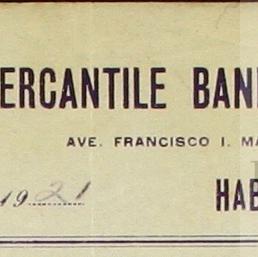 ERCANTILE BAN
AVE. FRANCISCO I. MA
1921
HAB